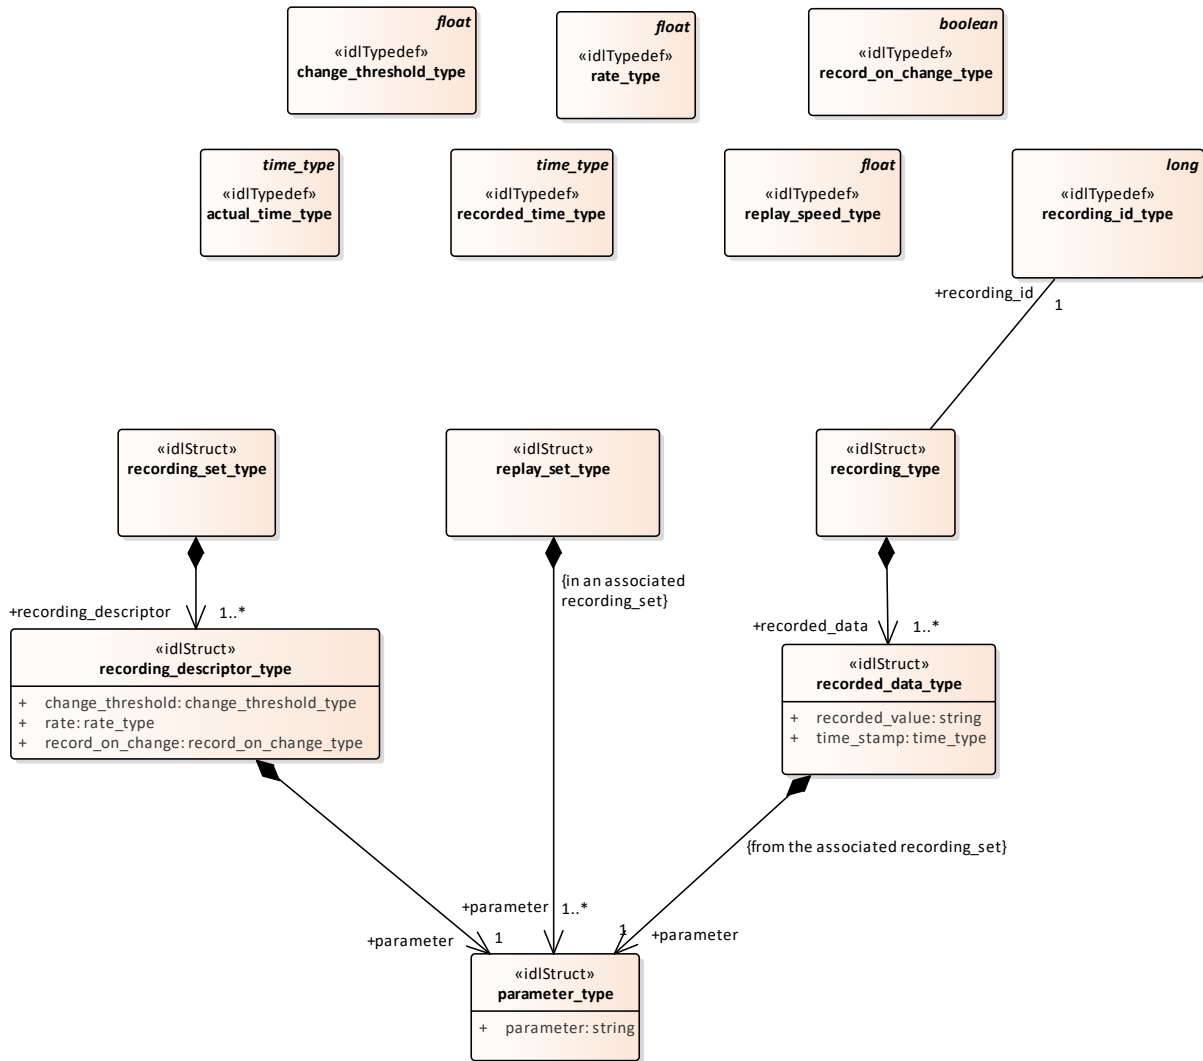 float
«idlTypedef»
change_threshold_type
float
«idlTypedef»
rate_type
boolean
«idlTypedef»
record_on_change_type
time_type
«idlTypedef»
actual_time_type
time_type
«idlTypedef»
recorded_time_type
float
«idlTypedef»
replay_speed_type
long
«idlTypedef»
recording_id_type
+recording_id
1
«idlStruct»
recording_set_type
«idlStruct»
replay_set_type
«idlStruct»
recording_type
{in an associated
recording_set}
+recording_descriptor
1..*
+recorded_data
1..*
«idlStruct»
recording_descriptor_type
+ change_threshold: change_threshold_type
+ rate: rate_type
+ record_on_change: record_on_change_type
«idlStruct»
recorded_data_type
+ recorded_value: string
+ time_stamp: time_type
{from the associated recording_set}
+parameter
1..*
+parameter
1
1
+parameter
«idlStruct»
parameter_type
+ parameter: string